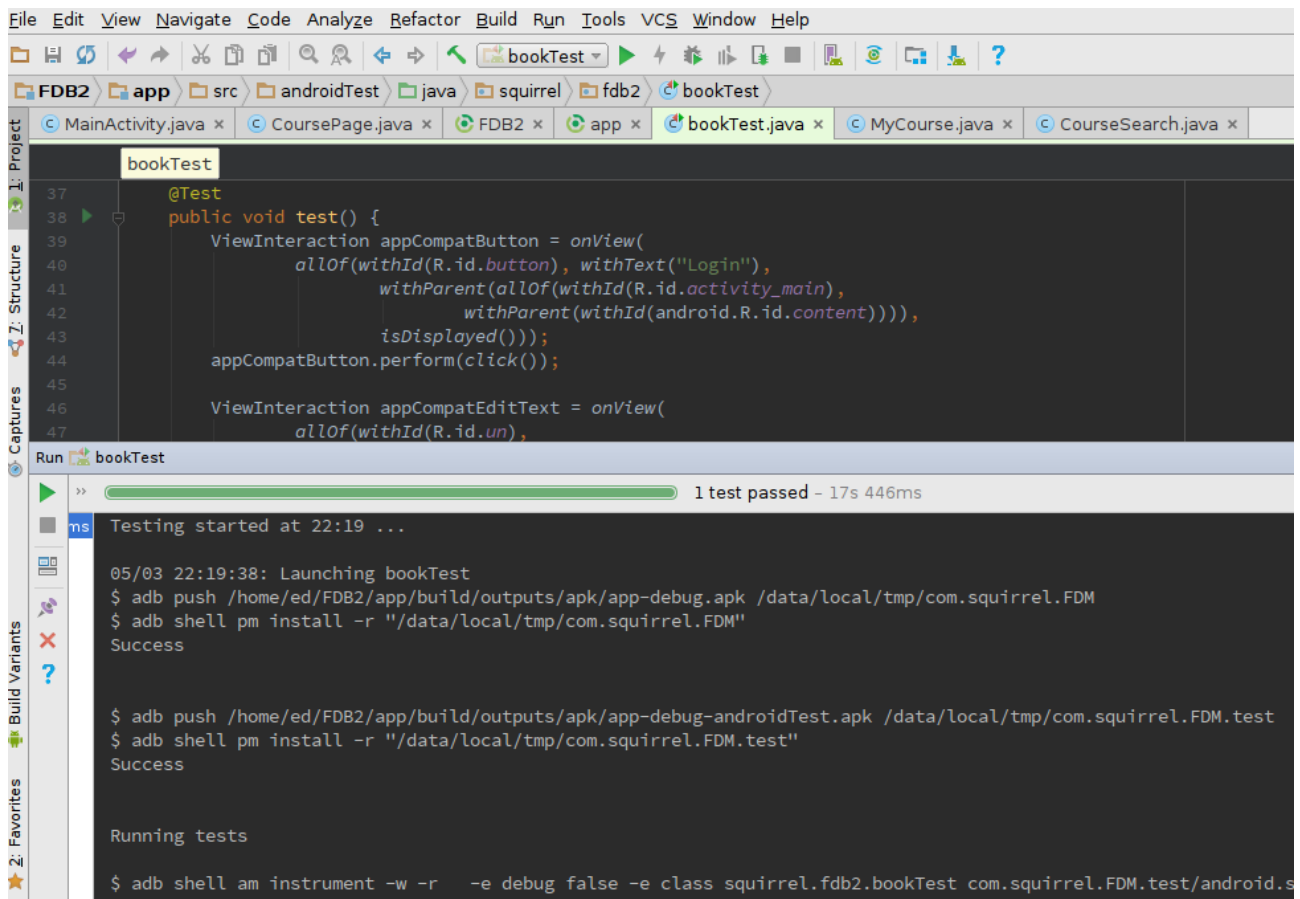 File Edit View Navigate Code Analyze Refactor Build Run Tools VCS Window Help
bookTest
FDB2 app src androidTest java squirrel fdb2 bookTest
MainActivity.java × CoursePage.java × FDB2 × app × bookTest.java × MyCourse.java × CourseSearch.java ×
1: Project
7: Structure
Captures
Build Variants
2: Favorites
bookTest
37 @Test
38 public void test() {
39 ViewInteraction appCompatButton = onView(
40 allOf(withId(R.id.button), withText("Login"),
41 withParent(allOf(withId(R.id.activity_main),
42 withParent(withId(android.R.id.content)))),
43 isDisplayed()));
44 appCompatButton.perform(click());
45
46 ViewInteraction appCompatEditText = onView(
47 allOf(withId(R.id.un),
Run bookTest
1 test passed – 17s 446ms
ms
Testing started at 22:19 ...
05/03 22:19:38: Launching bookTest
$ adb push /home/ed/FDB2/app/build/outputs/apk/app-debug.apk /data/local/tmp/com.squirrel.FDM
$ adb shell pm install -r "/data/local/tmp/com.squirrel.FDM"
Success
$ adb push /home/ed/FDB2/app/build/outputs/apk/app-debug-androidTest.apk /data/local/tmp/com.squirrel.FDM.test
$ adb shell pm install -r "/data/local/tmp/com.squirrel.FDM.test"
Success
Running tests
$ adb shell am instrument -w -r -e debug false -e class squirrel.fdb2.bookTest com.squirrel.FDM.test/android.s